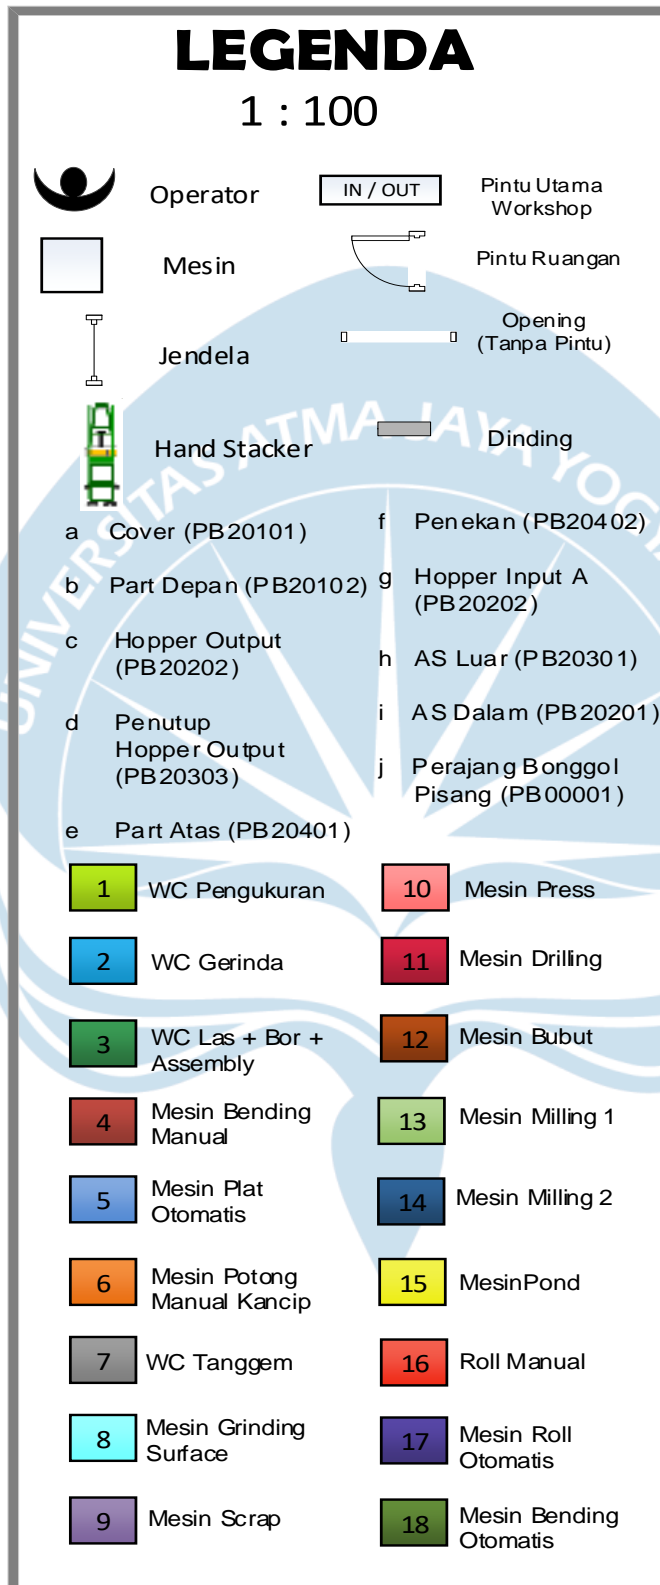 LEGENDA
1 : 100
Operator
IN / OUT
Pintu Utama
Workshop
Mesin
Pintu Ruangan
Jendela
Opening
(Tanpa Pintu)
Hand Stacker
Dinding
UNIVERSITAS ATMA JAYA YOGYA
a Cover (PB20101)
b Part Depan (PB20102)
c Hopper Output
(PB20202)
d Penutup
Hopper Output
(PB20303)
e Part Atas (PB20401)
f Penekan (PB20402)
g Hopper Input A
(PB20202)
h AS Luar (PB20301)
i AS Dalam (PB20201)
j Perajang Bonggol
Pisang (PB00001)
1 WC Pengukuran
2 WC Gerinda
3 WC Las + Bor +
Assembly
4 Mesin Bending
Manual
5 Mesin Plat
Otomatis
6 Mesin Potong
Manual Kancip
7 WC Tanggem
8 Mesin Grinding
Surface
9 Mesin Scrap
10 Mesin Press
11 Mesin Drilling
12 Mesin Bubut
13 Mesin Milling 1
14 Mesin Milling 2
15 MesinPond
16 Roll Manual
17 Mesin Roll
Otomatis
18 Mesin Bending
Otomatis